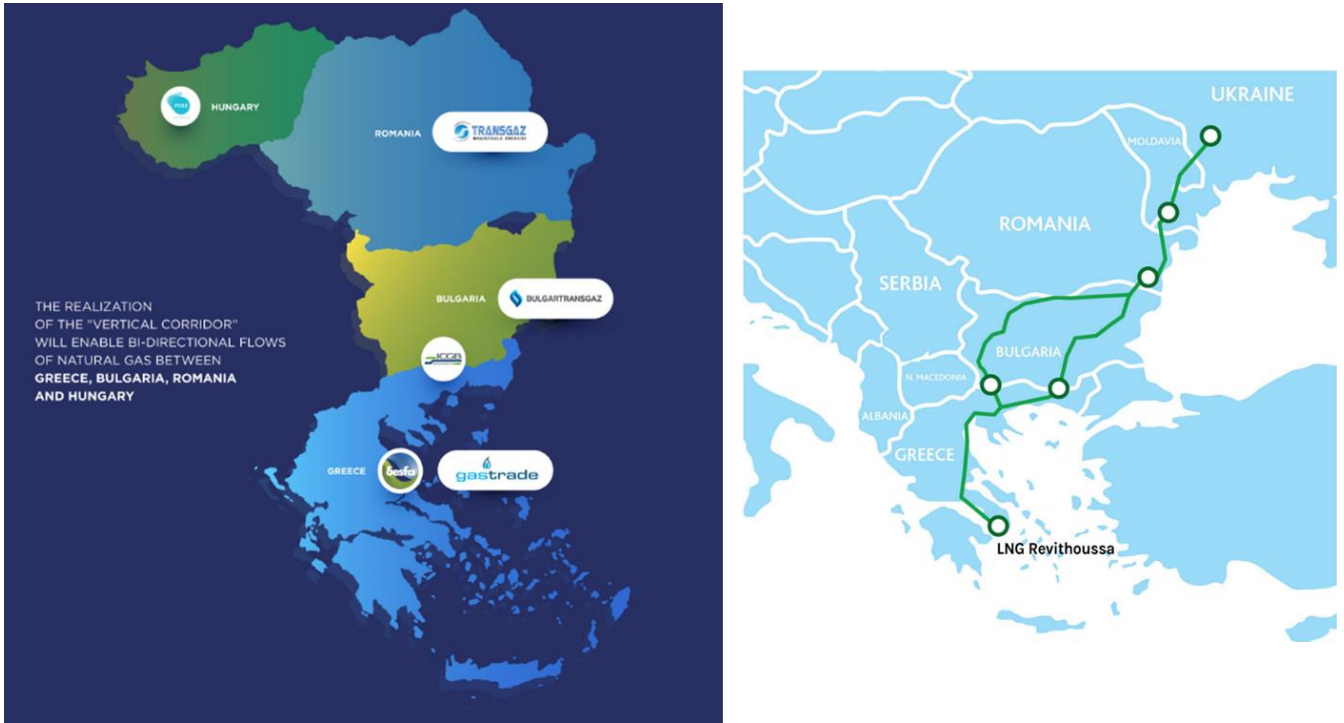 HUNGARY
ROMANIA
TRANSGAZ
BULGARIA
BULGARTRANSGAZ
THE REALIZATION
OF THE "VERTICAL CORRIDOR"
WILL ENABLE BI-DIRECTIONAL FLOWS
OF NATURAL GAS BETWEEN
GREECE, BULGARIA, ROMANIA
AND HUNGARY
ICGB
GREECE
δesfa
gastrade
UKRAINE
MOLDAVIA
ROMANIA
SERBIA
BULGARIA
N. MACEDONIA
ALBANIA
GREECE
LNG Revithoussa